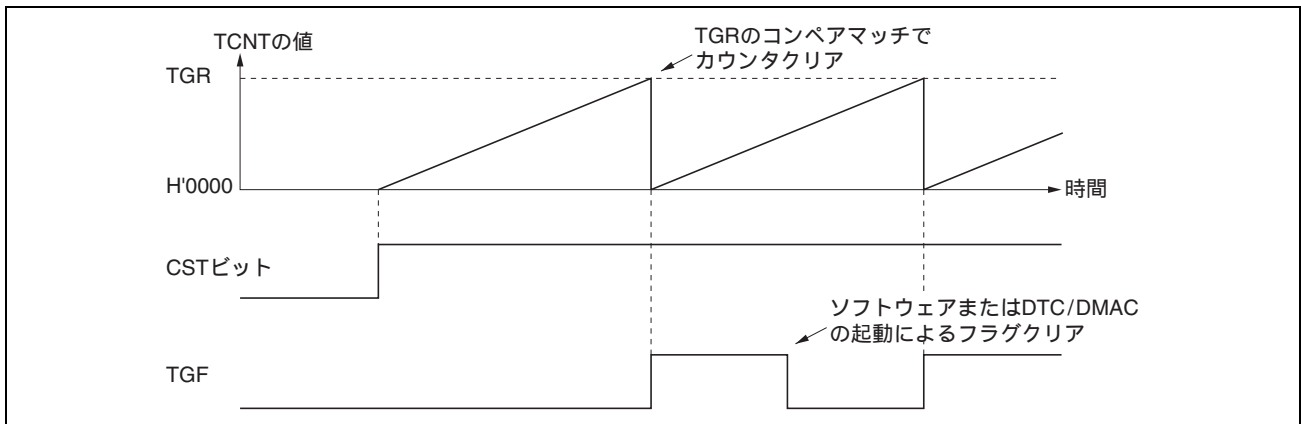 TCNTの値
TGRのコンペアマッチで
カウンタクリア
TGR
H'0000
時間
CSTビット
ソフトウェアまたはDTC/DMAC
の起動によるフラグクリア
TGF